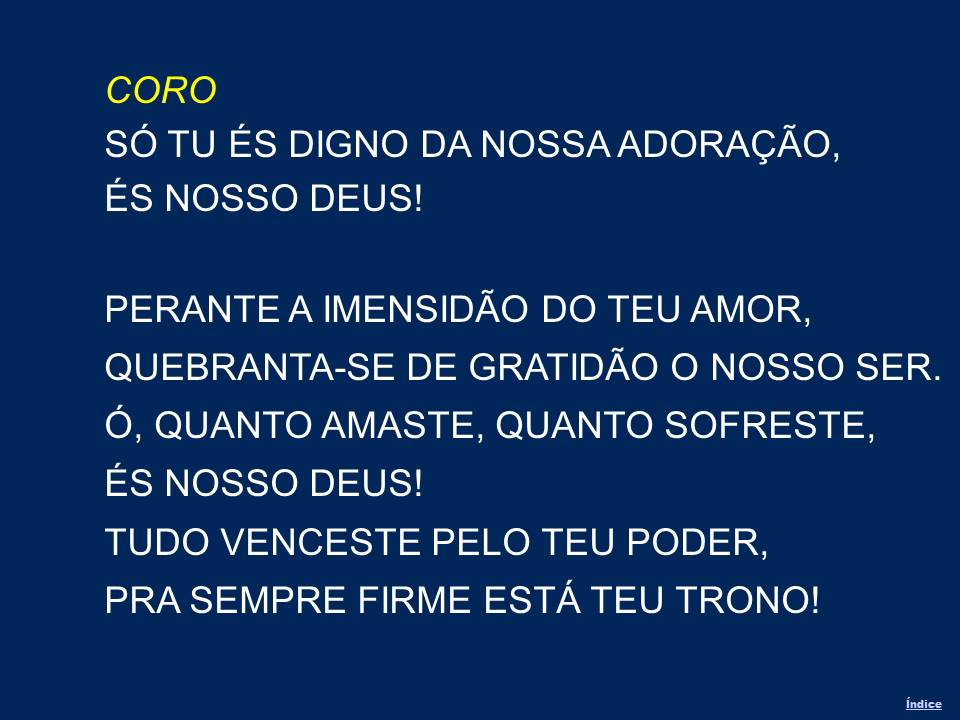 CORO
SÓ TU ÉS DIGNO DA NOSSA ADORAÇÃO,
ÉS NOSSO DEUS!
PERANTE A IMENSIDÃO DO TEU AMOR,
QUEBRANTA-SE DE GRATIDÃO O NOSSO SER.
Ó, QUANTO AMASTE, QUANTO SOFRESTE,
ÉS NOSSO DEUS!
TUDO VENCESTE PELO TEU PODER,
PRA SEMPRE FIRME ESTÁ TEU TRONO!
Índice